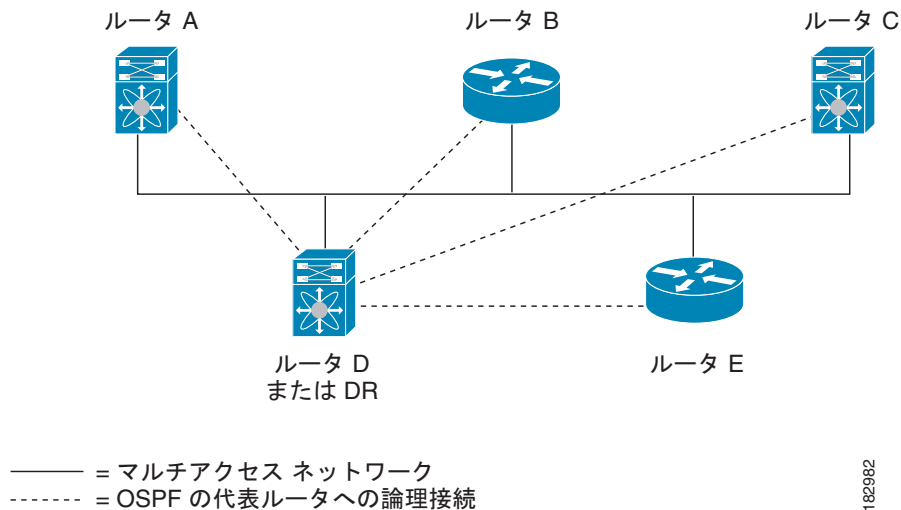 ルータ A
ルータ B
ルータ C
ルータ D
または DR
ルータ E
= マルチアクセス ネットワーク
= OSPF の代表ルータへの論理接続
182982